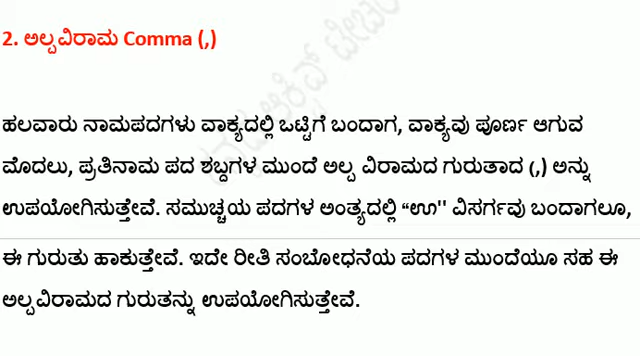 2. ಅಲ್ಪವಿರಾಮ Comma (,)
ಹಲವಾರು ನಾಮಪದಗಳು ವಾಕ್ಯದಲ್ಲಿ ಒಟ್ಟಿಗೆ ಬಂದಾಗ, ವಾಕ್ಯವು ಪೂರ್ಣ ಆಗುವ
ಮೊದಲು, ಪ್ರತಿನಾಮ ಪದ ಶಬ್ದಗಳ ಮುಂದೆ ಅಲ್ಪ ವಿರಾಮದ ಗುರುತಾದ (,) ಅನ್ನು
ಉಪಯೋಗಿಸುತ್ತೇವೆ. ಸಮುಚ್ಚಯ ಪದಗಳ ಅಂತ್ಯದಲ್ಲಿ “ಊ" ವಿಸರ್ಗವು ಬಂದಾಗಲೂ,
ಈ ಗುರುತು ಹಾಕುತ್ತೇವೆ. ಇದೇ ರೀತಿ ಸಂಬೋಧನೆಯ ಪದಗಳ ಮುಂದೆಯೂ ಸಹ ಈ
ಅಲ್ಪವಿರಾಮದ ಗುರುತನ್ನು ಉಪಯೋಗಿಸುತ್ತೇವೆ.